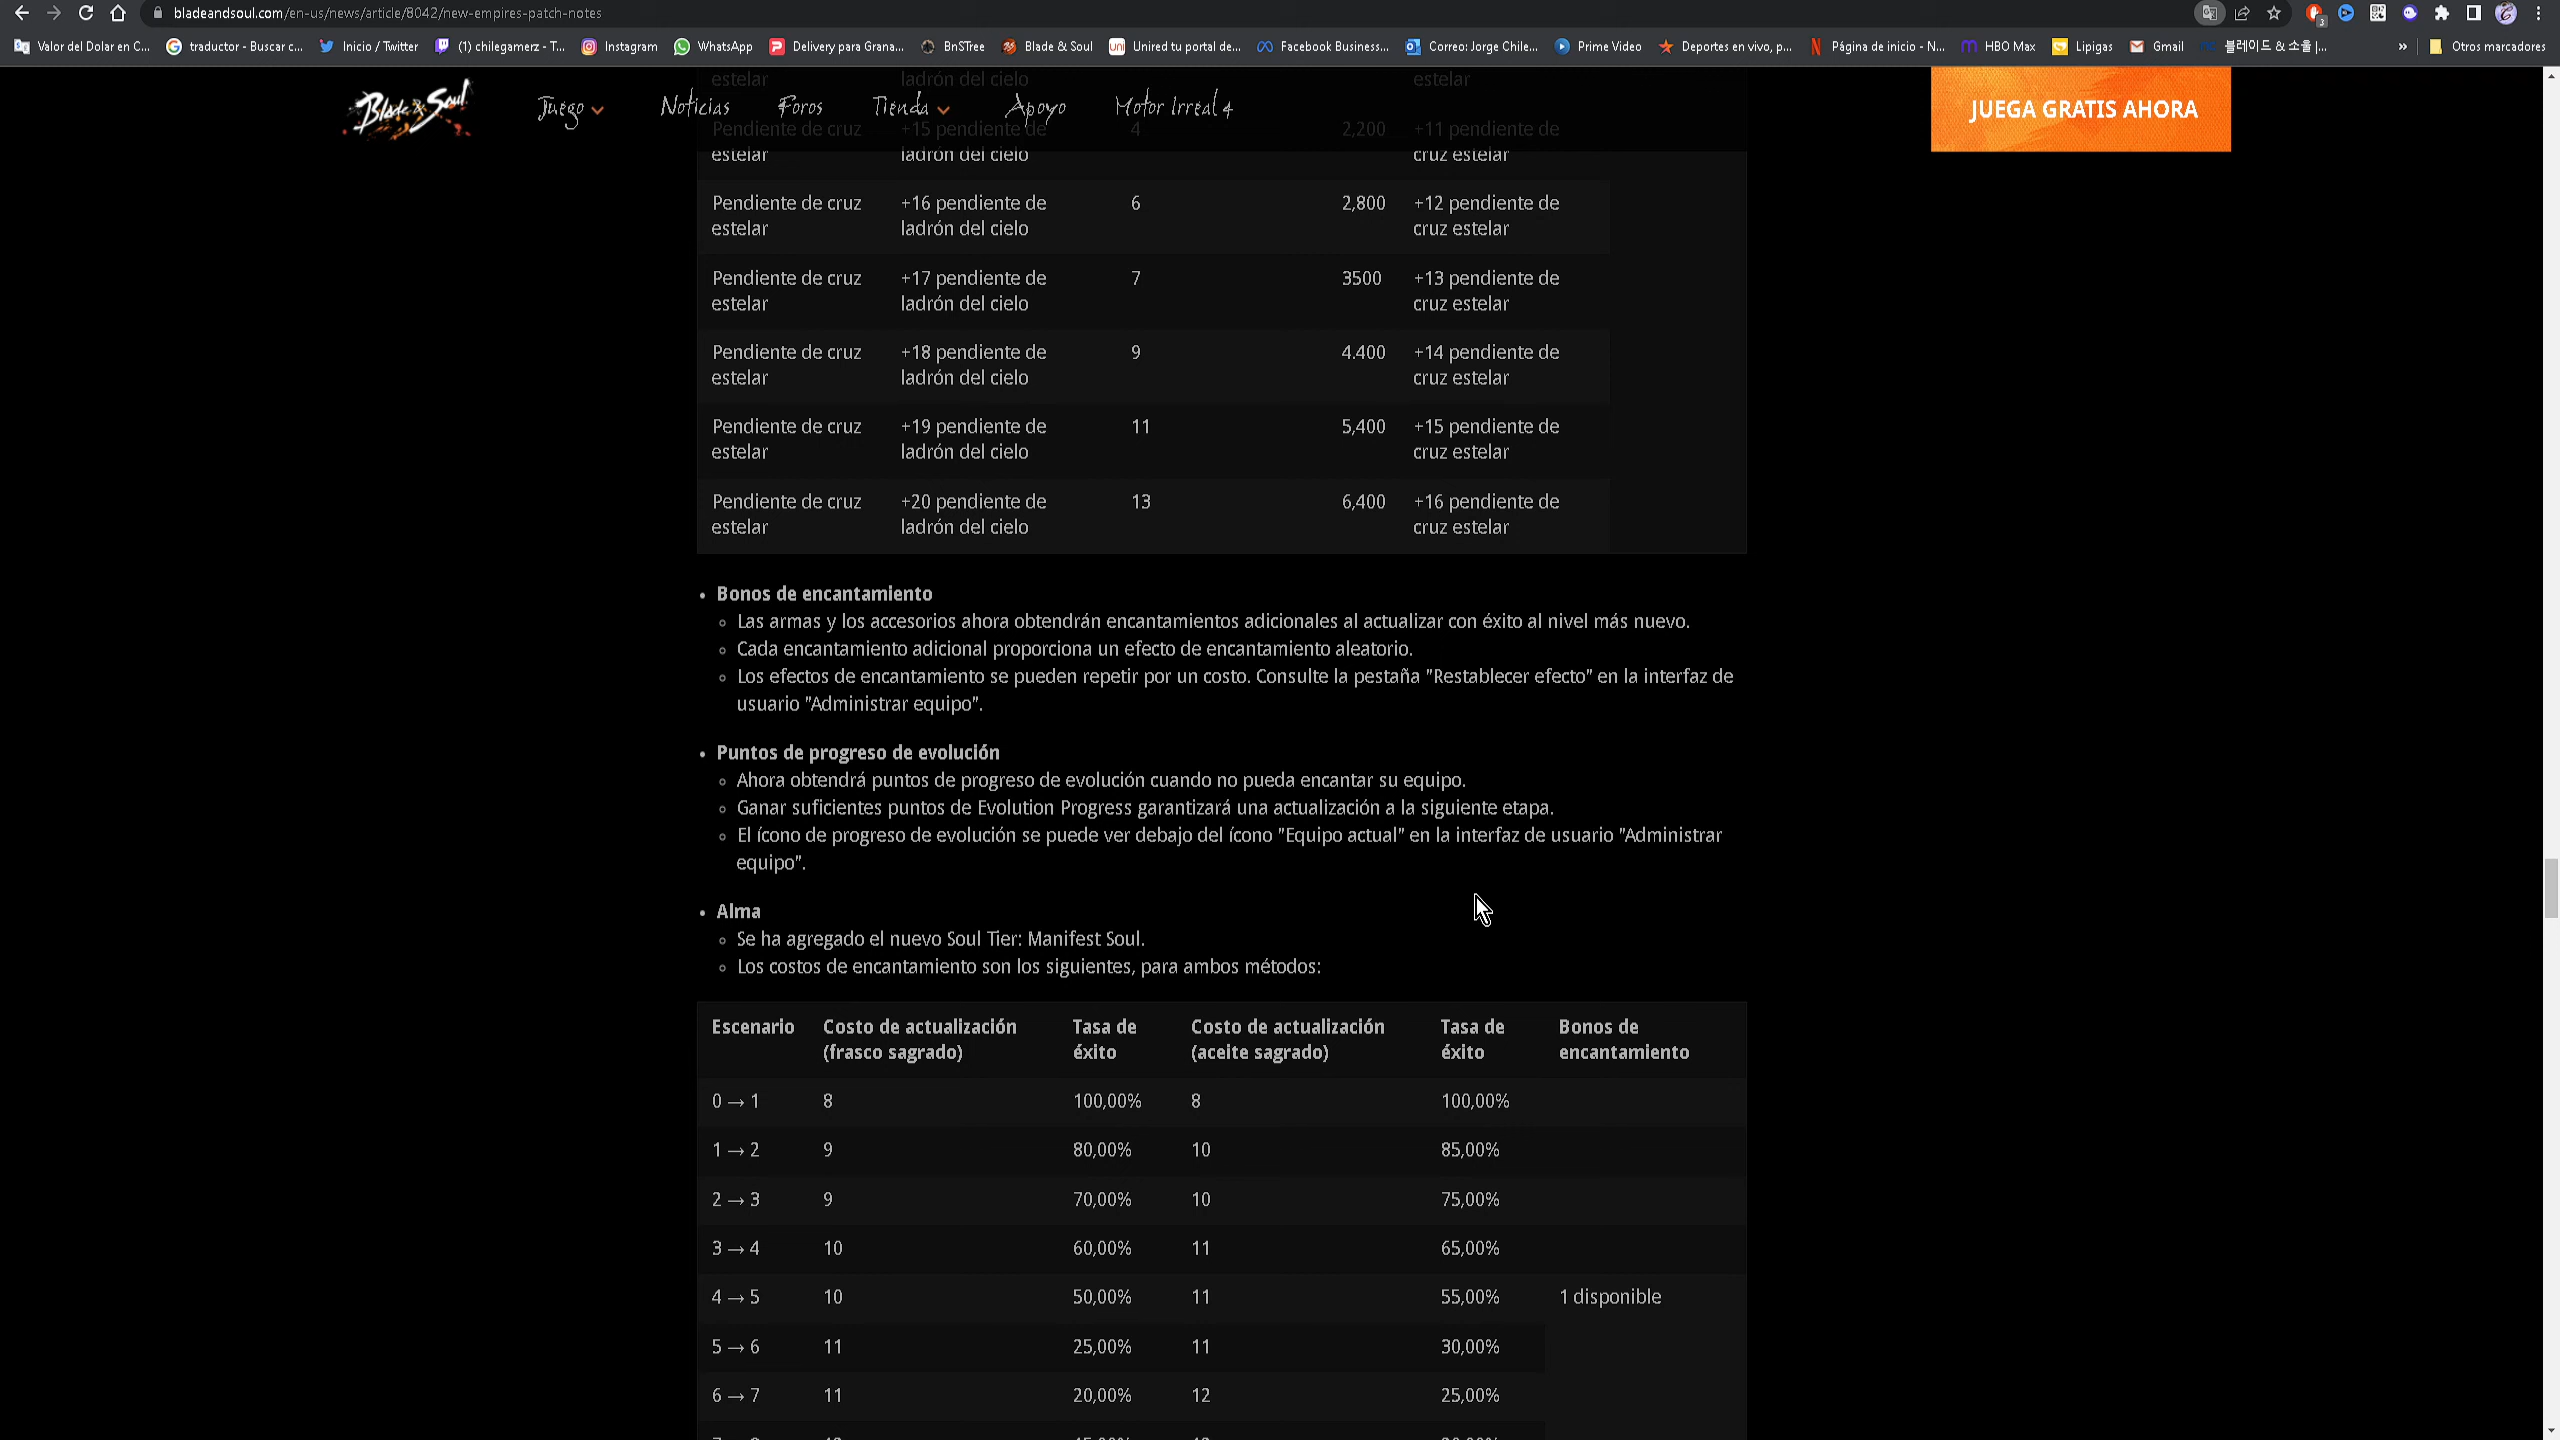 bladeandsoul.com/en-us/news/article/8042/new-empires-patch-notes
Valor del Dolar en C... traductor - Buscar c... Inicio / Twitter (1) chilegamerz - T... Instagram WhatsApp Delivery para Grana... BnSTree Blade & Soul Unired tu portal de... Facebook Business... Correo: Jorge Chile... Prime Video Deportes en vivo, p... Página de inicio - N... HBO Max Lipigas Gmail 블레이드 & 소울 |... » Otros marcadores
Blade & Soul Juego Noticias Foros Tienda Apoyo Motor Irreal 4 JUEGA GRATIS AHORA
estelar ladrón del cielo estelar
Pendiente de cruz +15 pendiente de 4 2,200 +11 pendiente de
estelar ladrón del cielo cruz estelar
Pendiente de cruz +16 pendiente de 6 2,800 +12 pendiente de
estelar ladrón del cielo cruz estelar
Pendiente de cruz +17 pendiente de 7 3500 +13 pendiente de
estelar ladrón del cielo cruz estelar
Pendiente de cruz +18 pendiente de 9 4.400 +14 pendiente de
estelar ladrón del cielo cruz estelar
Pendiente de cruz +19 pendiente de 11 5,400 +15 pendiente de
estelar ladrón del cielo cruz estelar
Pendiente de cruz +20 pendiente de 13 6,400 +16 pendiente de
estelar ladrón del cielo cruz estelar
• Bonos de encantamiento
◦ Las armas y los accesorios ahora obtendrán encantamientos adicionales al actualizar con éxito al nivel más nuevo.
◦ Cada encantamiento adicional proporciona un efecto de encantamiento aleatorio.
◦ Los efectos de encantamiento se pueden repetir por un costo. Consulte la pestaña "Restablecer efecto" en la interfaz de
usuario "Administrar equipo".
• Puntos de progreso de evolución
◦ Ahora obtendrá puntos de progreso de evolución cuando no pueda encantar su equipo.
◦ Ganar suficientes puntos de Evolution Progress garantizará una actualización a la siguiente etapa.
◦ El ícono de progreso de evolución se puede ver debajo del ícono "Equipo actual" en la interfaz de usuario "Administrar
equipo".
• Alma
◦ Se ha agregado el nuevo Soul Tier: Manifest Soul.
◦ Los costos de encantamiento son los siguientes, para ambos métodos:
Escenario Costo de actualización Tasa de Costo de actualización Tasa de Bonos de
(frasco sagrado) éxito (aceite sagrado) éxito encantamiento
0 → 1 8 100,00% 8 100,00%
1 → 2 9 80,00% 10 85,00%
2 → 3 9 70,00% 10 75,00%
3 → 4 10 60,00% 11 65,00%
4 → 5 10 50,00% 11 55,00% 1 disponible
5 → 6 11 25,00% 11 30,00%
6 → 7 11 20,00% 12 25,00%